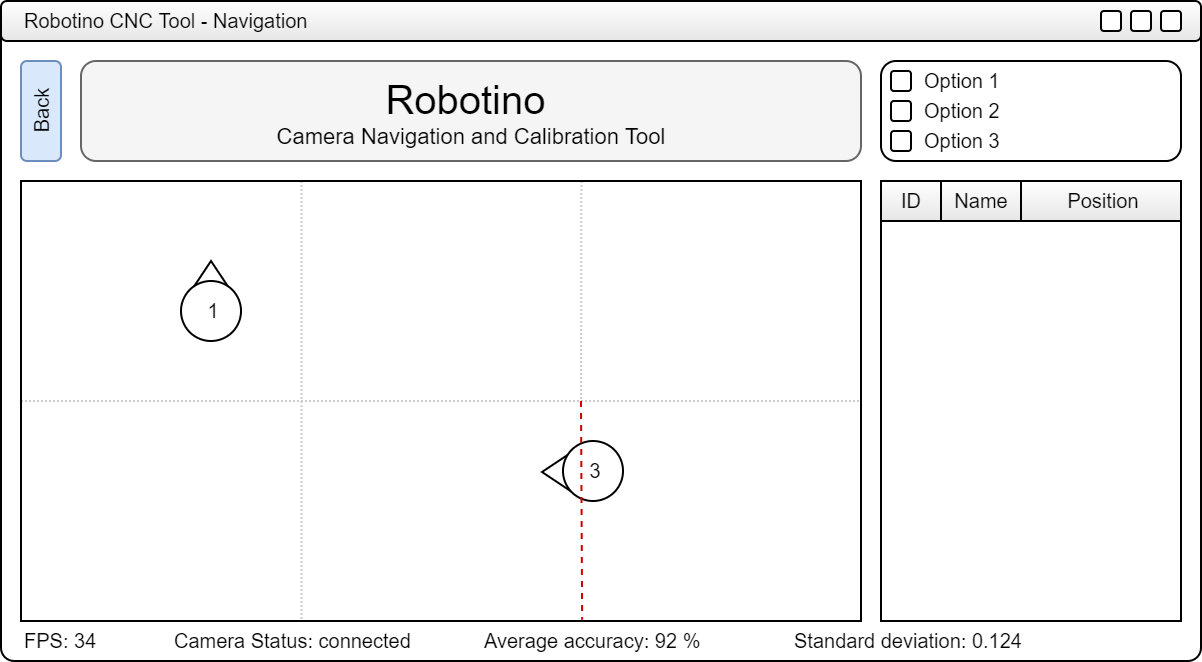 Robotino CNC Tool - Navigation
Back
Robotino
Camera Navigation and Calibration Tool
Option 1
Option 2
Option 3
ID Name Position
1
3
FPS: 34 Camera Status: connected Average accuracy: 92 % Standard deviation: 0.124